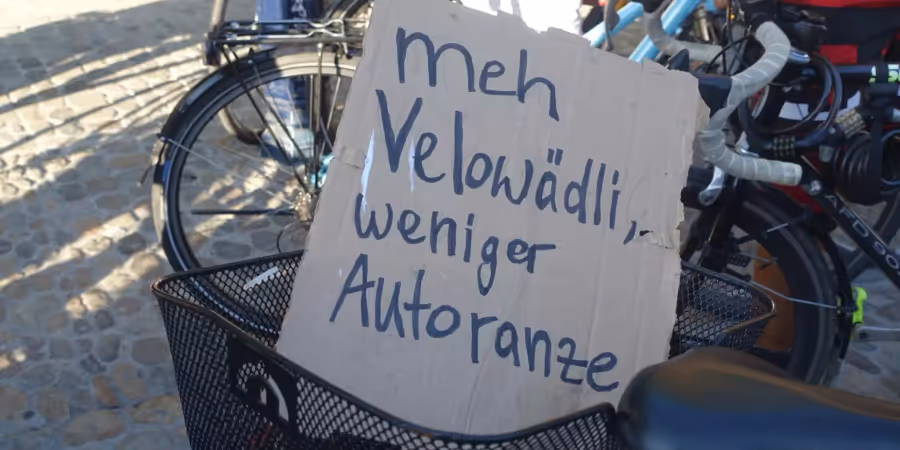 meh
Velowädli,
weniger
Autoranze